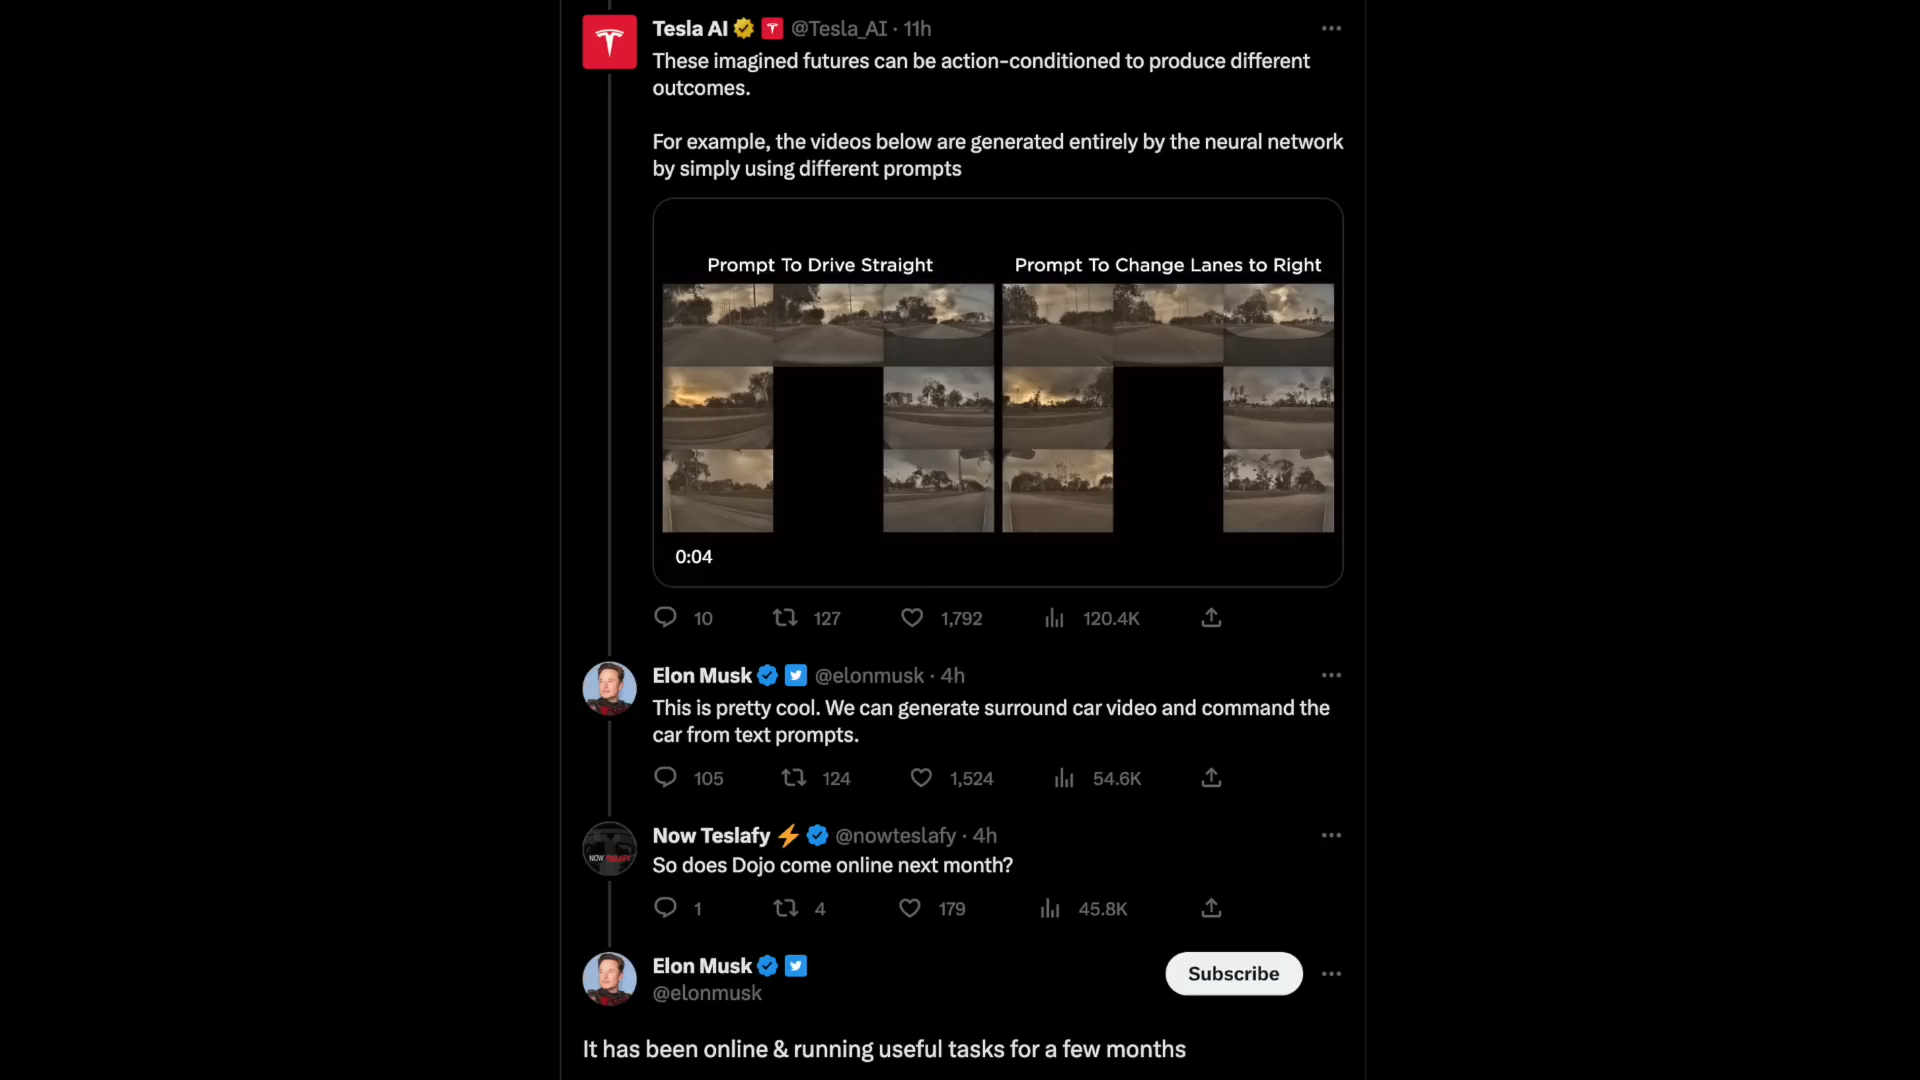 Tesla AI @Tesla_AI · 11h
These imagined futures can be action-conditioned to produce different
outcomes.
For example, the videos below are generated entirely by the neural network
by simply using different prompts
Prompt To Drive Straight
Prompt To Change Lanes to Right
0:04
10 127 1,792 120.4K
Elon Musk @elonmusk · 4h
This is pretty cool. We can generate surround car video and command the
car from text prompts.
105 124 1,524 54.6K
NOW TESLAFY
Now Teslafy⚡ @nowteslafy · 4h
So does Dojo come online next month?
1 4 179 45.8K
Elon Musk
@elonmusk
Subscribe
It has been online & running useful tasks for a few months